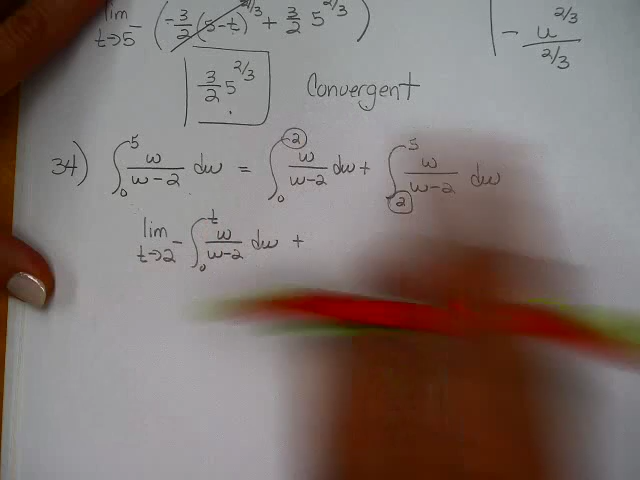 lim t→5⁻ (-3/2 (5-t)^2/3 + 3/2 5^2/3)
- u^2/3 / 2/3
3/2 5^2/3 Convergent
34) ∫₀⁵ w/(w-2) dw = ∫₀² w/(w-2) dw + ∫₂⁵ w/(w-2) dw
lim t→2⁻ ∫₀ᵗ w/(w-2) dw +